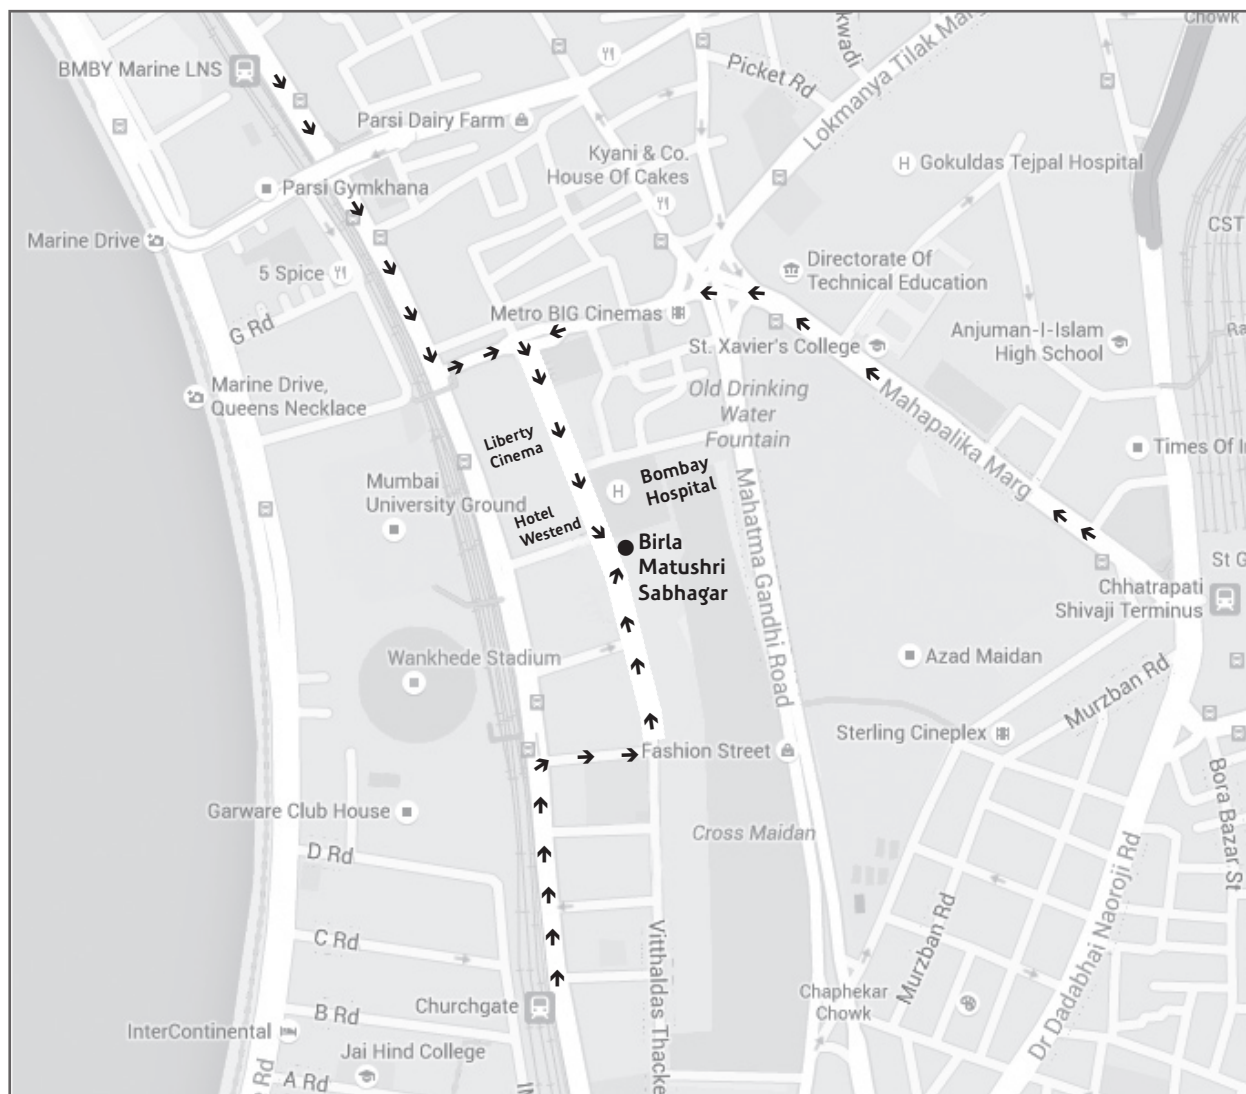 Chowk
BMBY Marine LNS
Picket Rd
kwadi
Lokmanya Tilak Marg
Parsi Dairy Farm
Kyani & Co.
House Of Cakes
Gokuldas Tejpal Hospital
H
Parsi Gymkhana
Marine Drive
CST
5 Spice
Directorate Of
Technical Education
Metro BIG Cinemas
G Rd
St. Xavier's College
Anjuman-I-Islam
High School
Ra
Marine Drive,
Queens Necklace
Old Drinking
Water
Fountain
Mahapalika Marg
Liberty
Cinema
Times Of I
Mumbai
University Ground
H
Bombay
Hospital
Hotel
Westend
Mahatma Gandhi Road
Birla
Matushri
Sabhagar
St G
Chhatrapati
Shivaji Terminus
Wankhede Stadium
Azad Maidan
Murzban Rd
Sterling Cineplex
Fashion Street
Bora Bazar St
Garware Club House
Cross Maidan
D Rd
Dr Dadabhai Naoroji Rd
C Rd
Vitthaldas Thacke
Murzban Rd
Churchgate
Chaphekar
Chowk
B Rd
InterContinental
Jai Hind College
A Rd
Rd